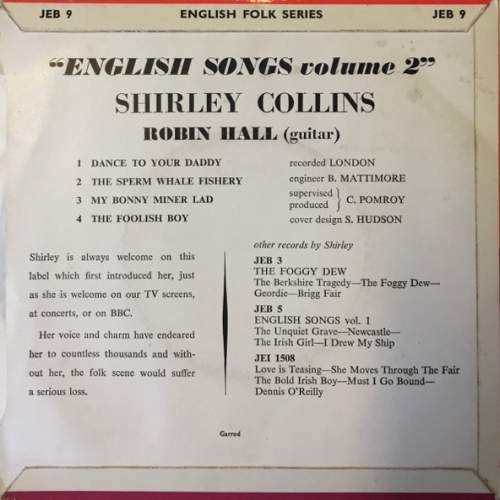 JEB 9 ENGLISH FOLK SERIES JEB 9
“ENGLISH SONGS volume 2”
SHIRLEY COLLINS
ROBIN HALL (guitar)
1 DANCE TO YOUR DADDY
2 THE SPERM WHALE FISHERY
3 MY BONNY MINER LAD
4 THE FOOLISH BOY
recorded LONDON
engineer B. MATTIMORE
supervised
produced } C. POMROY
cover design S. HUDSON
Shirley is always welcome on this
label which first introduced her, just
as she is welcome on our TV screens,
at concerts, or on BBC.
Her voice and charm have endeared
her to countless thousands and with-
out her, the folk scene would suffer
a serious loss.
other records by Shirley
JEB 3
THE FOGGY DEW
The Berkshire Tragedy—The Foggy Dew—
Geordie—Brigg Fair
JEB 5
ENGLISH SONGS vol. 1
The Unquiet Grave—Newcastle—
The Irish Girl—I Drew My Ship
JEI 1508
Love is Teasing—She Moves Through The Fair
The Bold Irish Boy—Must I Go Bound—
Dennis O'Reilly
Garrod